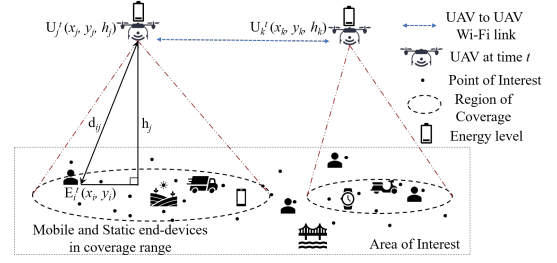 U_j^t (x_j, y_j, h_j)
U_k^t (x_k, y_k, h_k)
UAV to UAV
Wi-Fi link
UAV at time t
Point of Interest
Region of
Coverage
Energy level
d_ij
h_j
E_i^t (x_i, y_i)
Mobile and Static end-devices
in coverage range
Area of Interest